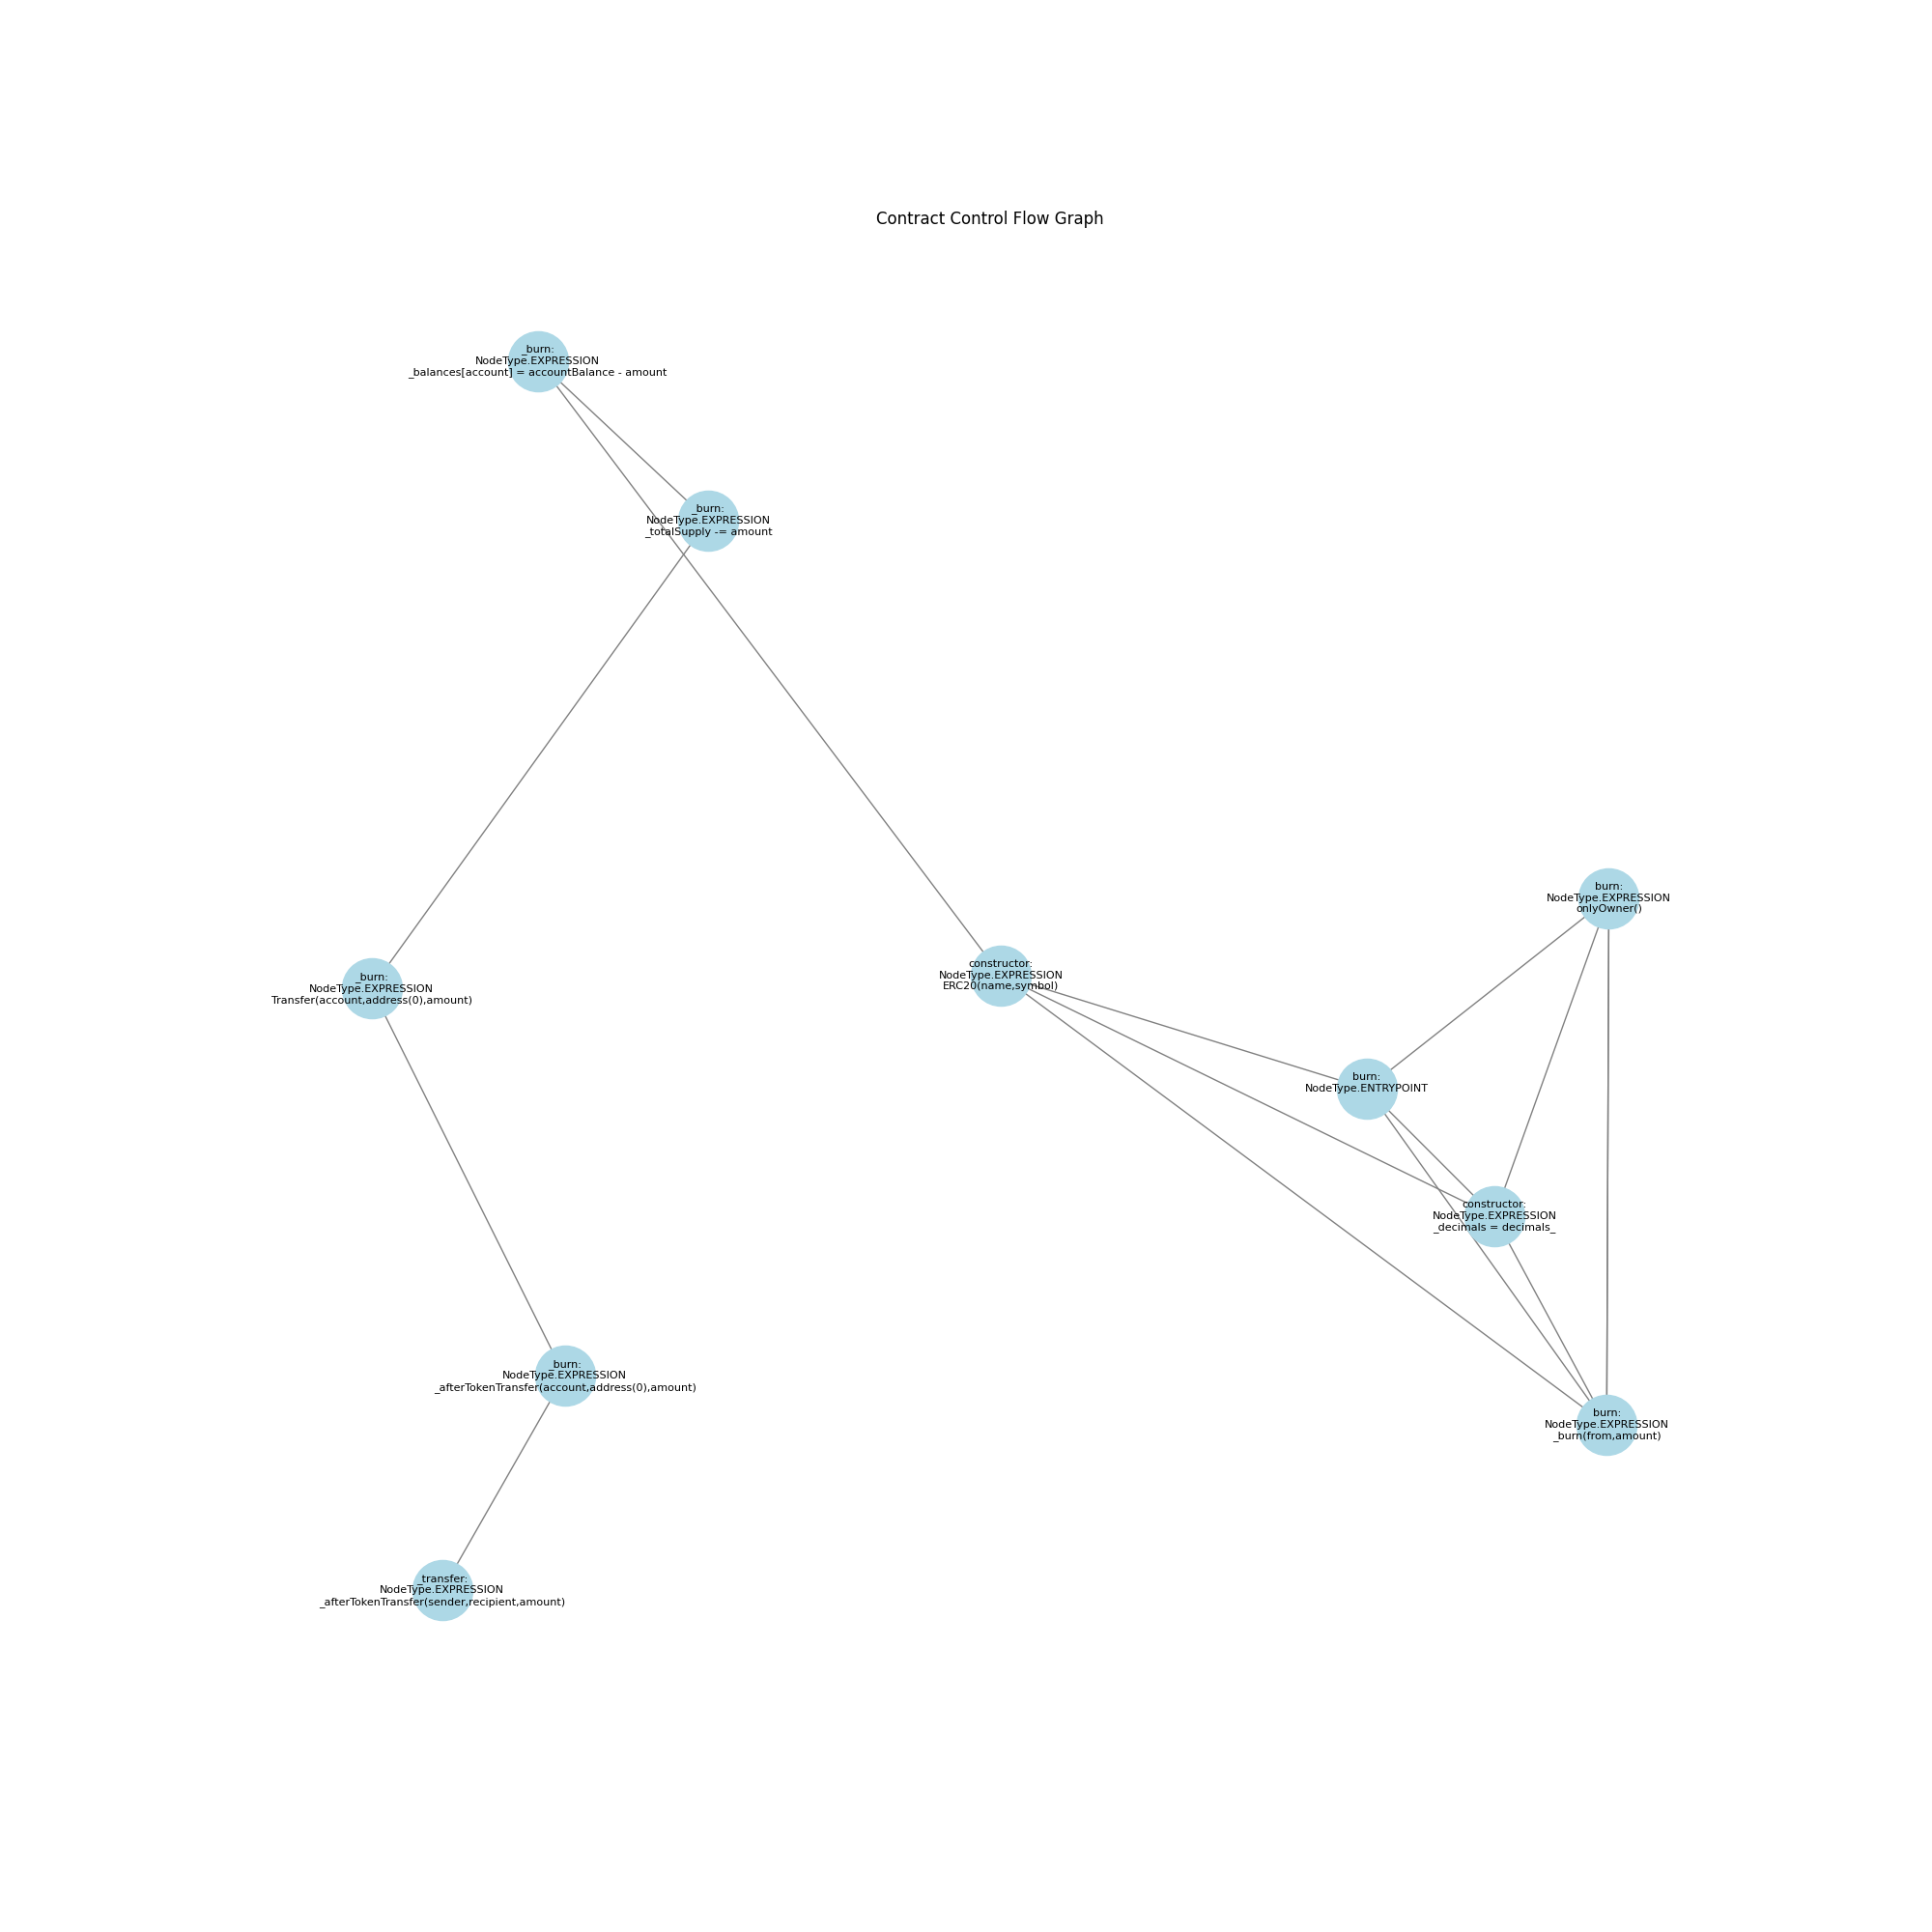 Contract Control Flow Graph
_burn:
NodeType.EXPRESSION
_balances[account] = accountBalance - amount
_burn:
NodeType.EXPRESSION
_totalSupply -= amount
burn:
NodeType.EXPRESSION
onlyOwner()
constructor:
NodeType.EXPRESSION
ERC20(name,symbol)
_burn:
NodeType.EXPRESSION
Transfer(account,address(0),amount)
burn:
NodeType.ENTRYPOINT
constructor:
NodeType.EXPRESSION
_decimals = decimals_
_burn:
NodeType.EXPRESSION
_afterTokenTransfer(account,address(0),amount)
burn:
NodeType.EXPRESSION
_burn(from,amount)
_transfer:
NodeType.EXPRESSION
_afterTokenTransfer(sender,recipient,amount)